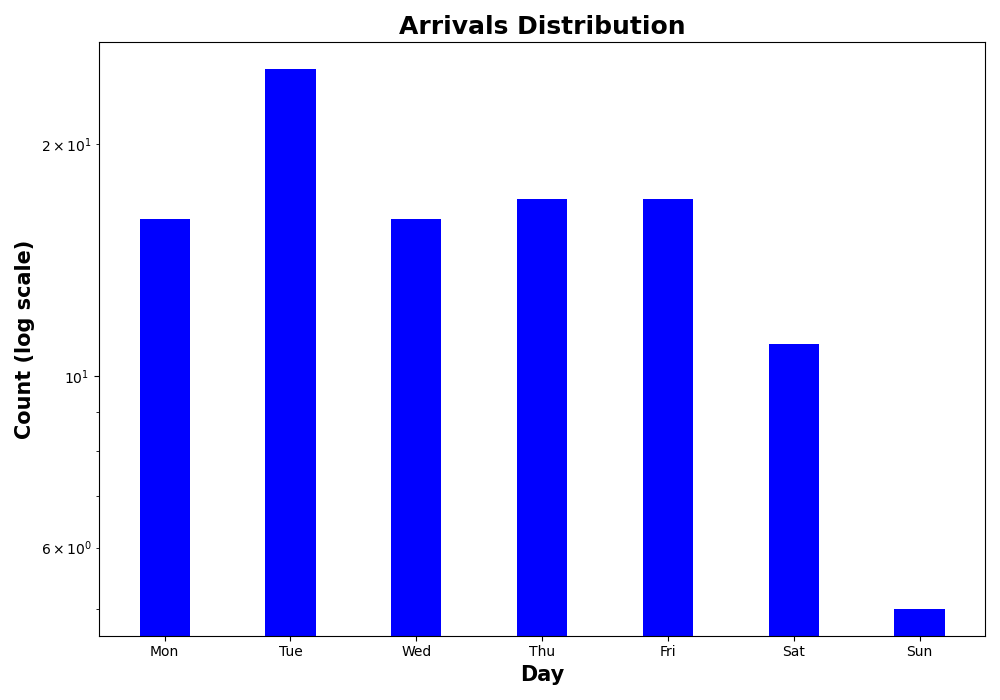 Arrivals Distribution
Count (log scale)
2 × 10¹
10¹
6 × 10⁰
Mon Tue Wed Thu Fri Sat Sun
Day